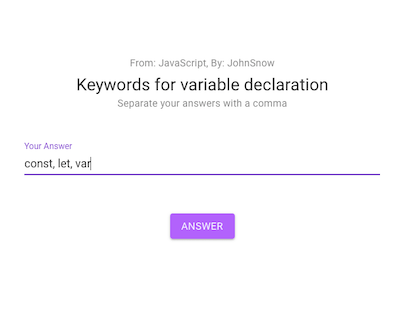 From: JavaScript, By: JohnSnow
Keywords for variable declaration
Separate your answers with a comma
Your Answer
const, let, var
ANSWER